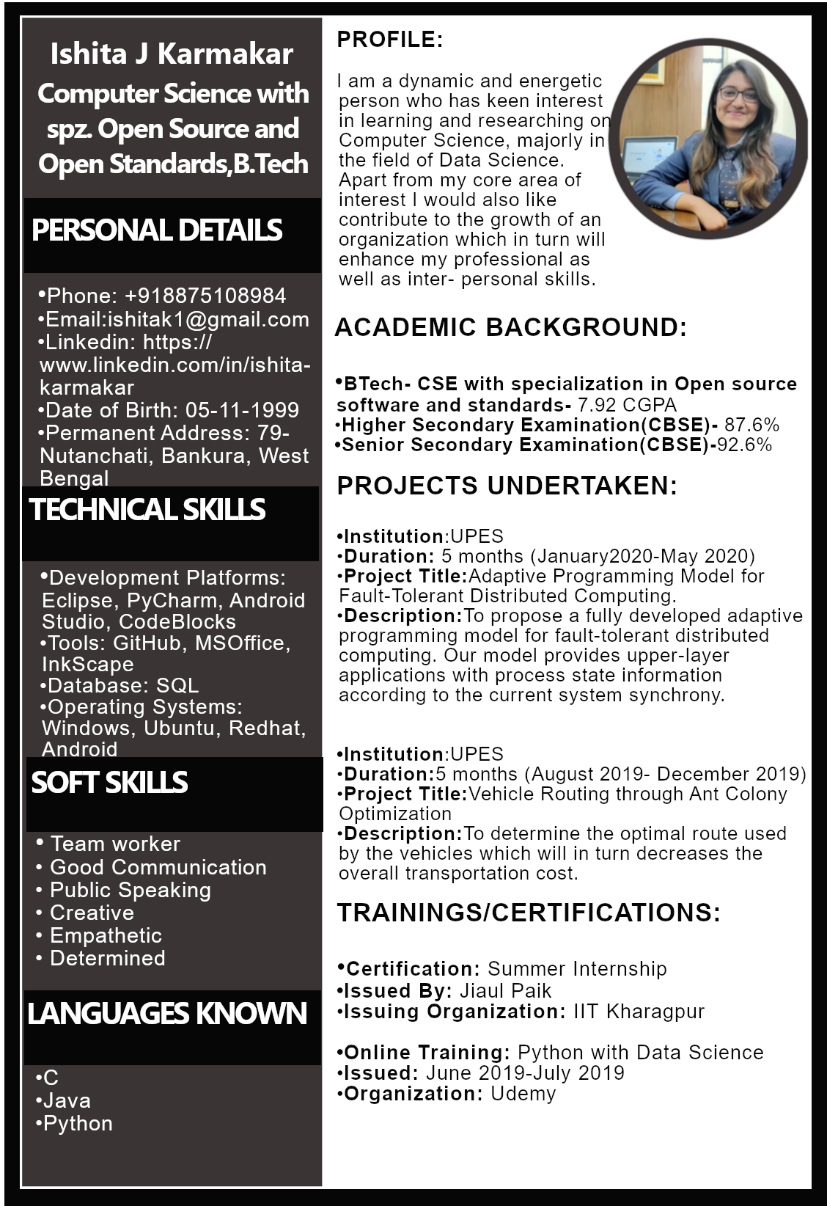 Ishita J Karmakar
Computer Science with
spz. Open Source and
Open Standards,B.Tech
PERSONAL DETAILS
•Phone: +918875108984
•Email:ishitak1@gmail.com
•Linkedin: https://
www.linkedin.com/in/ishita-
karmakar
•Date of Birth: 05-11-1999
•Permanent Address: 79-
Nutanchati, Bankura, West
Bengal
TECHNICAL SKILLS
•Development Platforms:
Eclipse, PyCharm, Android
Studio, CodeBlocks
•Tools: GitHub, MSOffice,
InkScape
•Database: SQL
•Operating Systems:
Windows, Ubuntu, Redhat,
Android
SOFT SKILLS
• Team worker
• Good Communication
• Public Speaking
• Creative
• Empathetic
• Determined
LANGUAGES KNOWN
•C
•Java
•Python
PROFILE:
I am a dynamic and energetic
person who has keen interest
in learning and researching on
Computer Science, majorly in
the field of Data Science.
Apart from my core area of
interest I would also like
contribute to the growth of an
organization which in turn will
enhance my professional as
well as inter- personal skills.
ACADEMIC BACKGROUND:
•BTech- CSE with specialization in Open source
software and standards- 7.92 CGPA
•Higher Secondary Examination(CBSE)- 87.6%
•Senior Secondary Examination(CBSE)-92.6%
PROJECTS UNDERTAKEN:
•Institution:UPES
•Duration: 5 months (January2020-May 2020)
•Project Title:Adaptive Programming Model for
Fault-Tolerant Distributed Computing.
•Description:To propose a fully developed adaptive
programming model for fault-tolerant distributed
computing. Our model provides upper-layer
applications with process state information
according to the current system synchrony.
•Institution:UPES
•Duration:5 months (August 2019- December 2019)
•Project Title:Vehicle Routing through Ant Colony
Optimization
•Description:To determine the optimal route used
by the vehicles which will in turn decreases the
overall transportation cost.
TRAININGS/CERTIFICATIONS:
•Certification: Summer Internship
•Issued By: Jiaul Paik
•Issuing Organization: IIT Kharagpur
•Online Training: Python with Data Science
•Issued: June 2019-July 2019
•Organization: Udemy